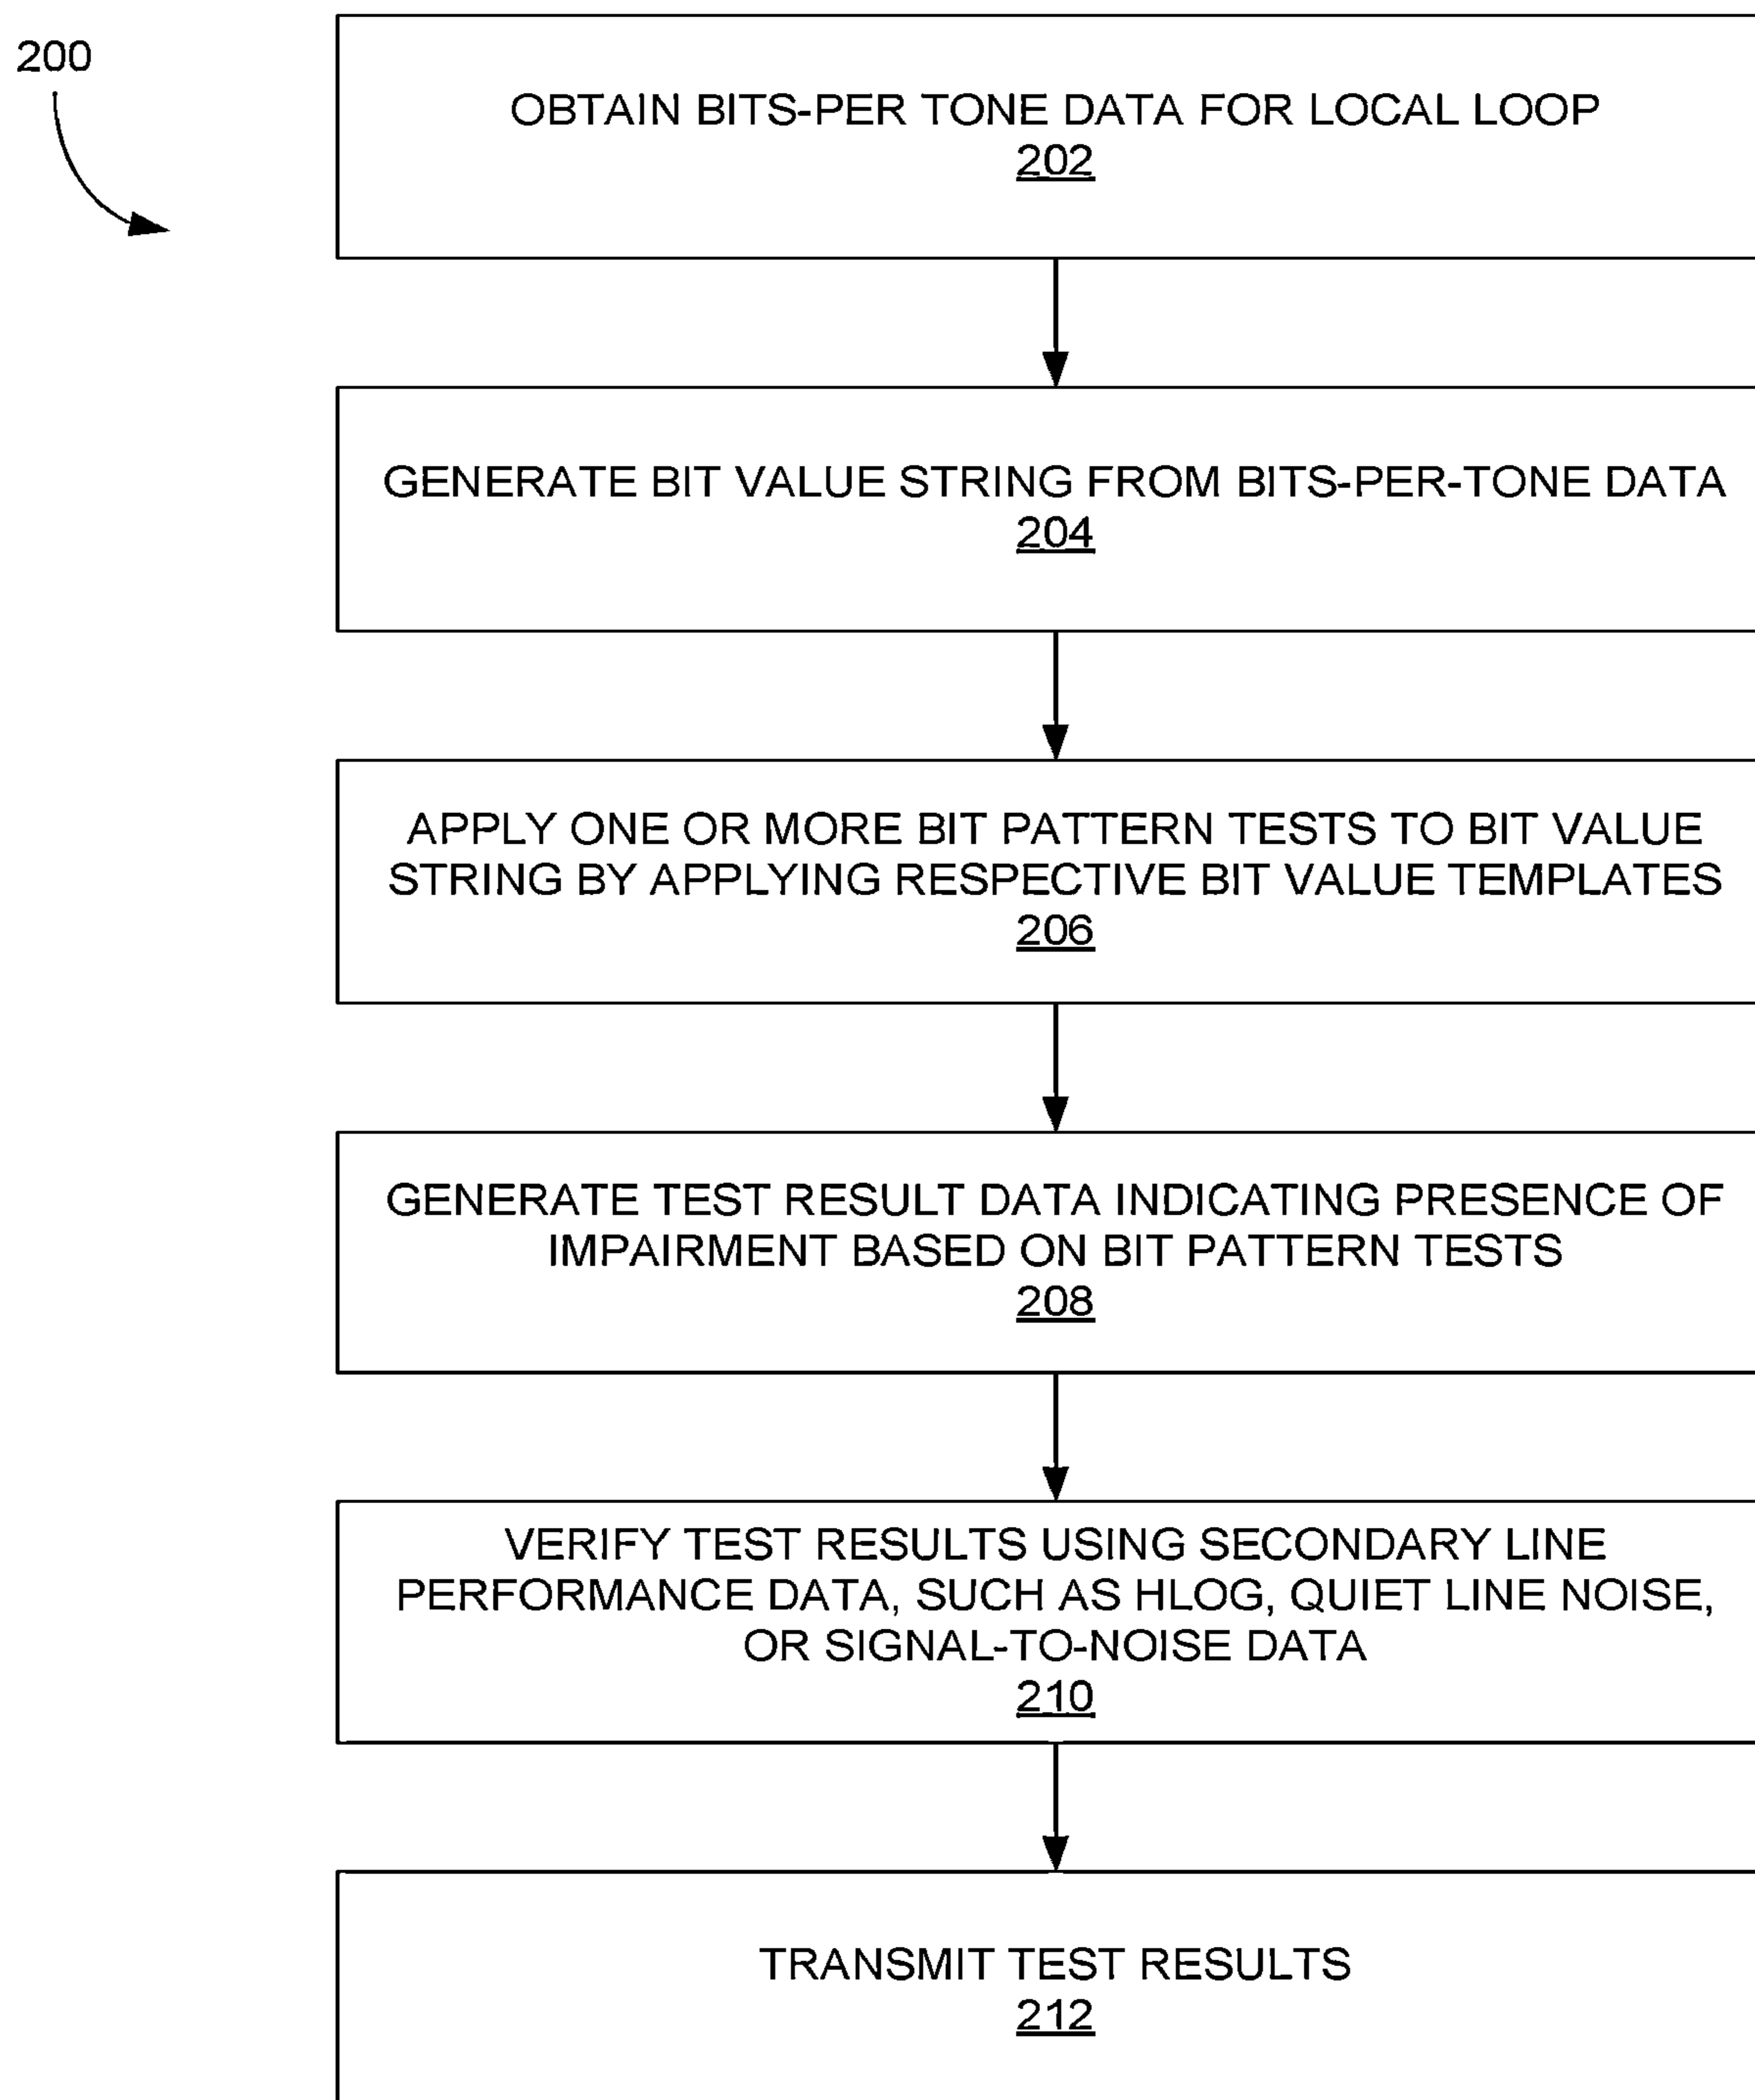 200
OBTAIN BITS-PER TONE DATA FOR LOCAL LOOP
202
GENERATE BIT VALUE STRING FROM BITS-PER-TONE DATA
204
APPLY ONE OR MORE BIT PATTERN TESTS TO BIT VALUE
STRING BY APPLYING RESPECTIVE BIT VALUE TEMPLATES
206
GENERATE TEST RESULT DATA INDICATING PRESENCE OF
IMPAIRMENT BASED ON BIT PATTERN TESTS
208
VERIFY TEST RESULTS USING SECONDARY LINE
PERFORMANCE DATA, SUCH AS HLOG, QUIET LINE NOISE,
OR SIGNAL-TO-NOISE DATA
210
TRANSMIT TEST RESULTS
212